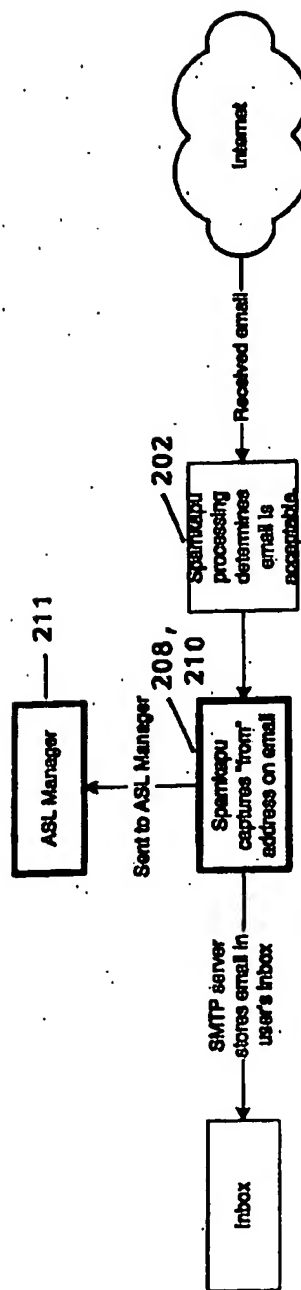 211
ASL Manager
Sent to ASL Manager
208,
210
202
Inbox
SMTP server
stores email in
user's inbox
Spamkapu
captures "from"
address on email
Spamkapu
processing
determines
email is
acceptable.
Received email
Internet